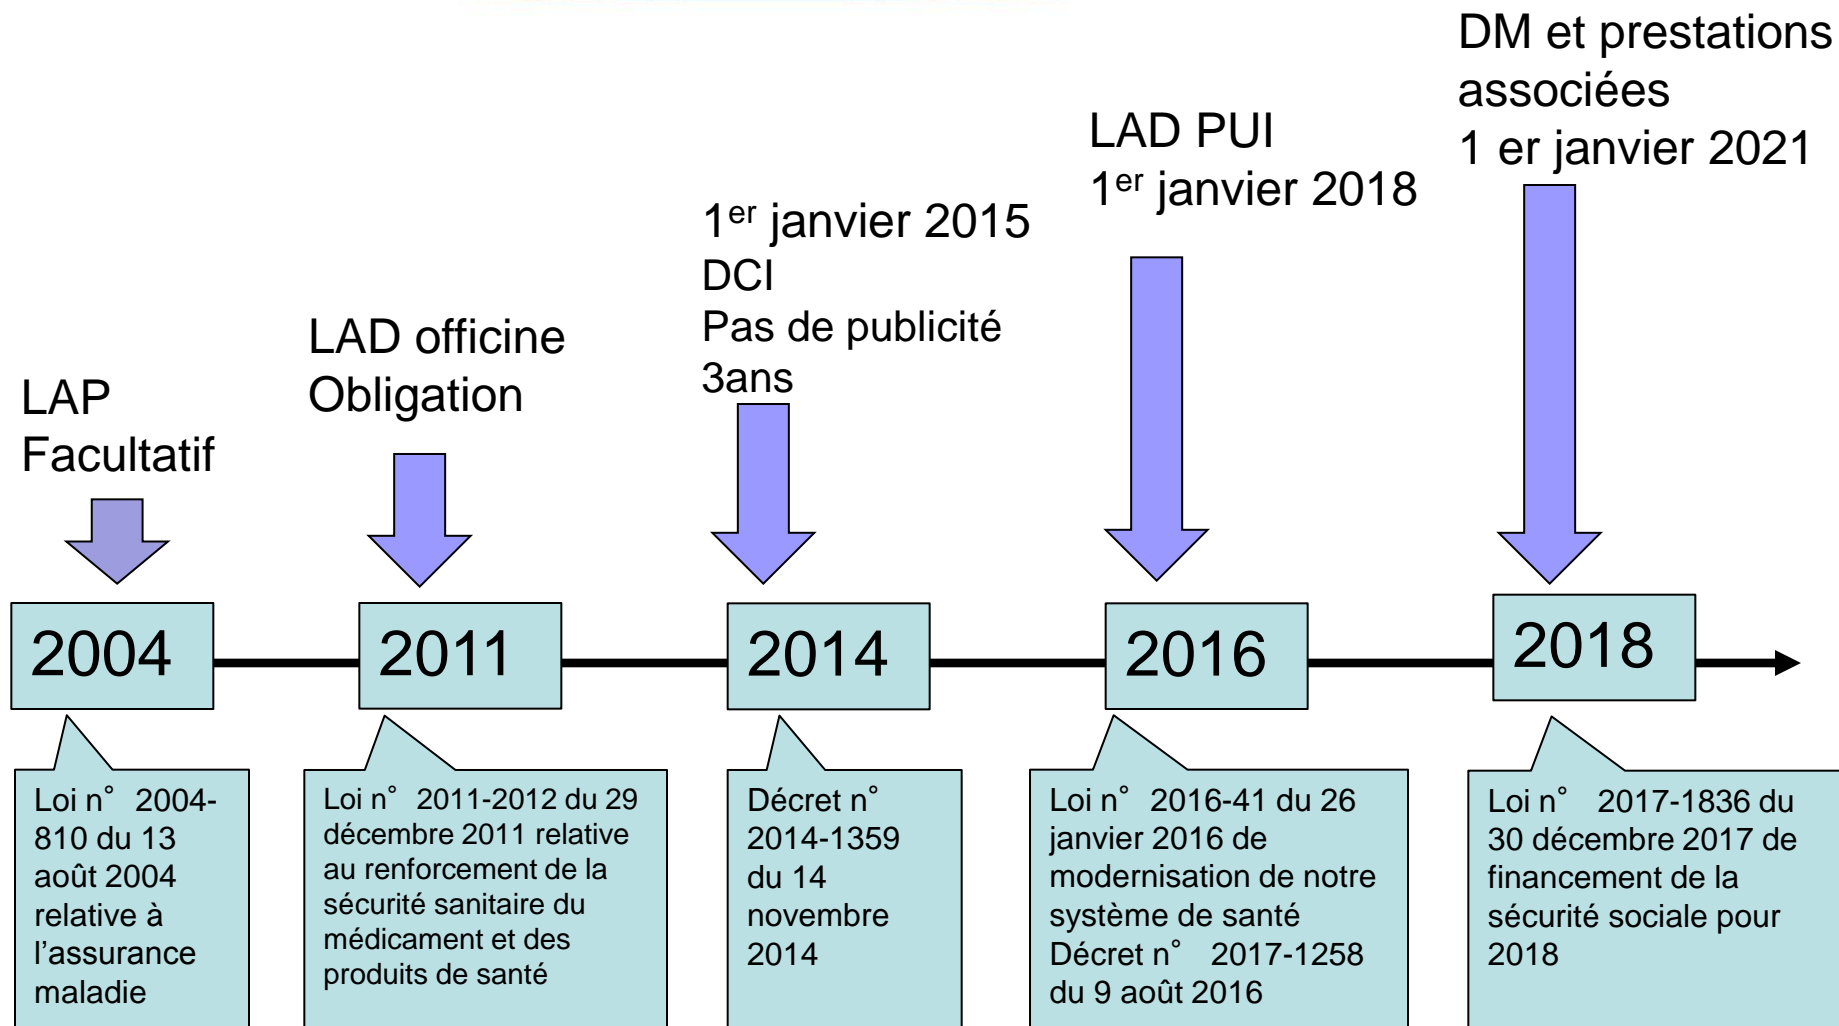 LAP
Facultatif
LAD officine
Obligation
1er janvier 2015
DCI
Pas de publicité
3ans
LAD PUI
1er janvier 2018
DM et prestations
associées
1 er janvier 2021
2004
2011
2014
2016
2018
Loi n° 2004-
810 du 13
août 2004
relative à
l’assurance
maladie
Loi n° 2011-2012 du 29
décembre 2011 relative
au renforcement de la
sécurité sanitaire du
médicament et des
produits de santé
Décret n°
2014-1359
du 14
novembre
2014
Loi n° 2016-41 du 26
janvier 2016 de
modernisation de notre
système de santé
Décret n° 2017-1258
du 9 août 2016
Loi n° 2017-1836 du
30 décembre 2017 de
financement de la
sécurité sociale pour
2018